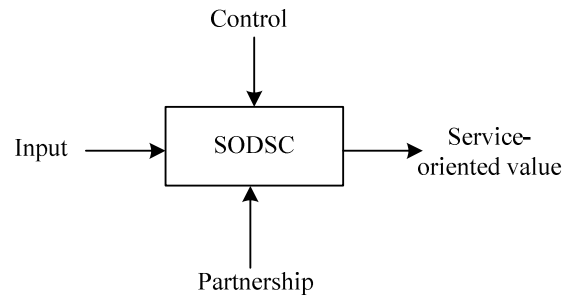 Control
Input
SODSC
Service-
oriented value
Partnership